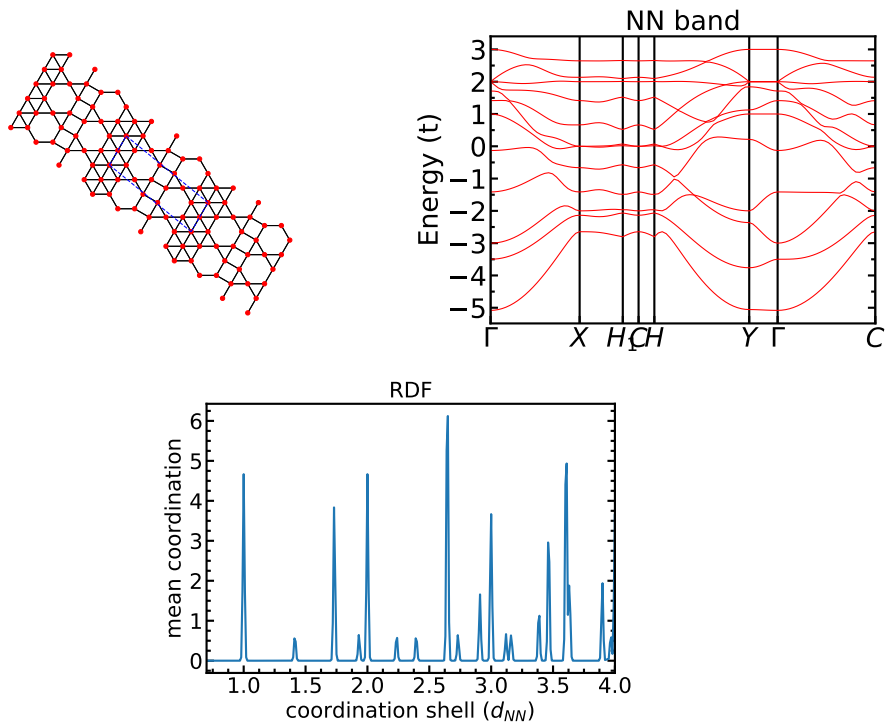 NN band
Energy (t)
3
2
1
0
−1
−2
−3
−4
−5
Γ X H₁ C H Y Γ C
RDF
mean coordination
6
5
4
3
2
1
0
1.0 1.5 2.0 2.5 3.0 3.5 4.0
coordination shell (d_NN)